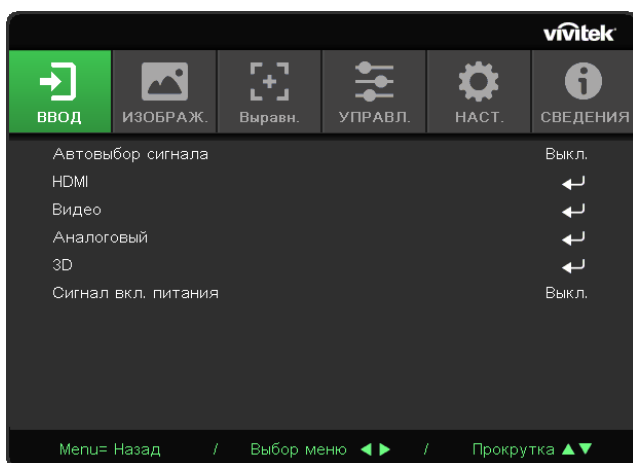 vivitek
ВВОД ИЗОБРАЖ. Выравн. УПРАВЛ. НАСТ. СВЕДЕНИЯ
Автовыбор сигнала Выкл.
HDMI
Видео
Аналоговый
3D
Сигнал вкл. питания Выкл.
Menu= Назад / Выбор меню ◀ ▶ / Прокрутка ▲▼